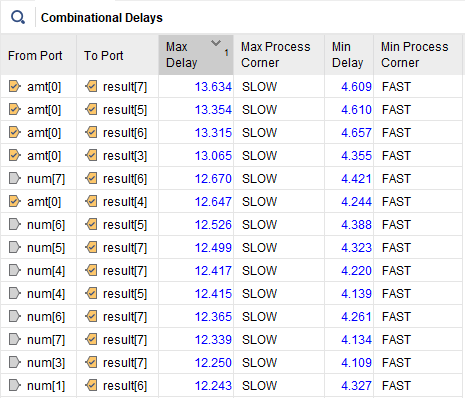 Combinational Delays
From Port To Port Max Delay 1 Max Process Corner Min Delay Min Process Corner
amt[0] result[7] 13.634 SLOW 4.609 FAST
amt[0] result[5] 13.354 SLOW 4.610 FAST
amt[0] result[6] 13.315 SLOW 4.657 FAST
amt[0] result[3] 13.065 SLOW 4.355 FAST
num[7] result[6] 12.670 SLOW 4.421 FAST
amt[0] result[4] 12.647 SLOW 4.244 FAST
num[6] result[5] 12.526 SLOW 4.388 FAST
num[5] result[7] 12.499 SLOW 4.323 FAST
num[4] result[7] 12.417 SLOW 4.220 FAST
num[4] result[5] 12.415 SLOW 4.139 FAST
num[6] result[7] 12.365 SLOW 4.261 FAST
num[7] result[7] 12.339 SLOW 4.134 FAST
num[3] result[7] 12.250 SLOW 4.109 FAST
num[1] result[6] 12.243 SLOW 4.327 FAST